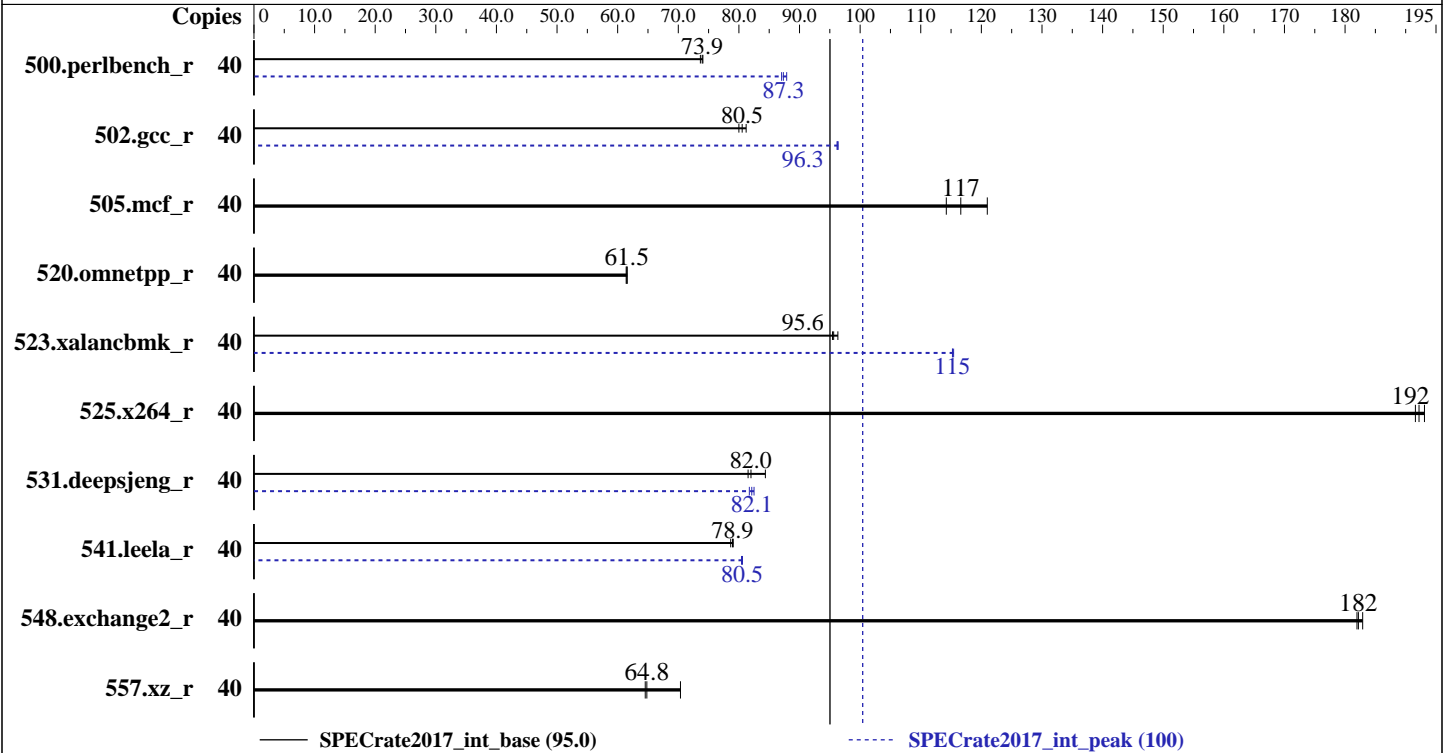 Copies 0 10.0 20.0 30.0 40.0 50.0 60.0 70.0 80.0 90.0 100 110 120 130 140 150 160 170 180 195
73.9
500.perlbench_r 40
87.3
80.5
502.gcc_r 40
96.3
117
505.mcf_r 40
61.5
520.omnetpp_r 40
95.6
523.xalancbmk_r 40
115
192
525.x264_r 40
82.0
531.deepsjeng_r 40
82.1
78.9
541.leela_r 40
80.5
182
548.exchange2_r 40
64.8
557.xz_r 40
SPECrate2017_int_base (95.0) SPECrate2017_int_peak (100)